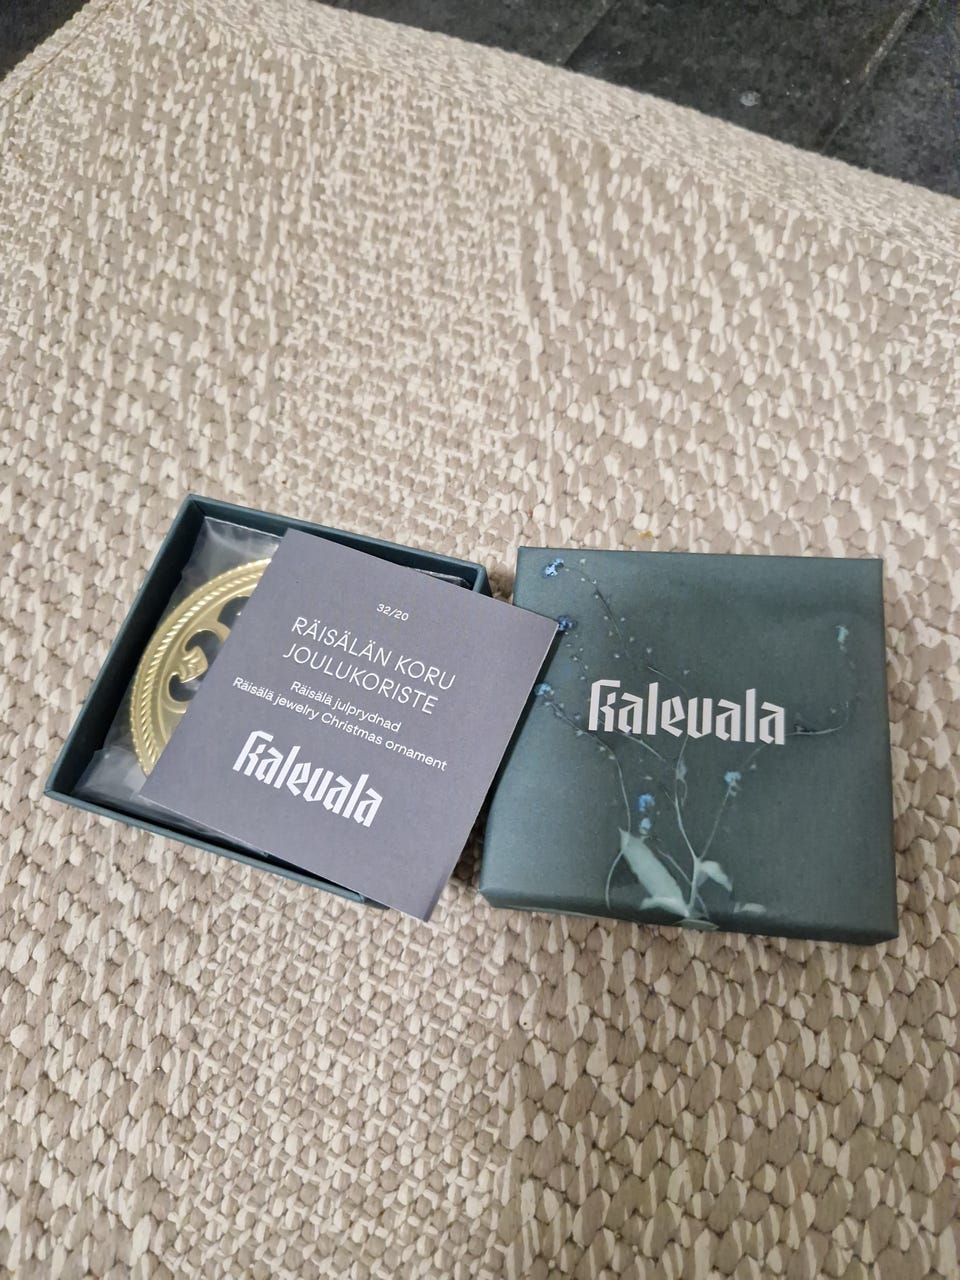 32/20
RÄISÄLÄN KORU
JOULUKORISTE
Räisälä julprydnad
Räisälä jewelry Christmas ornament
Kalevala
Kalevala